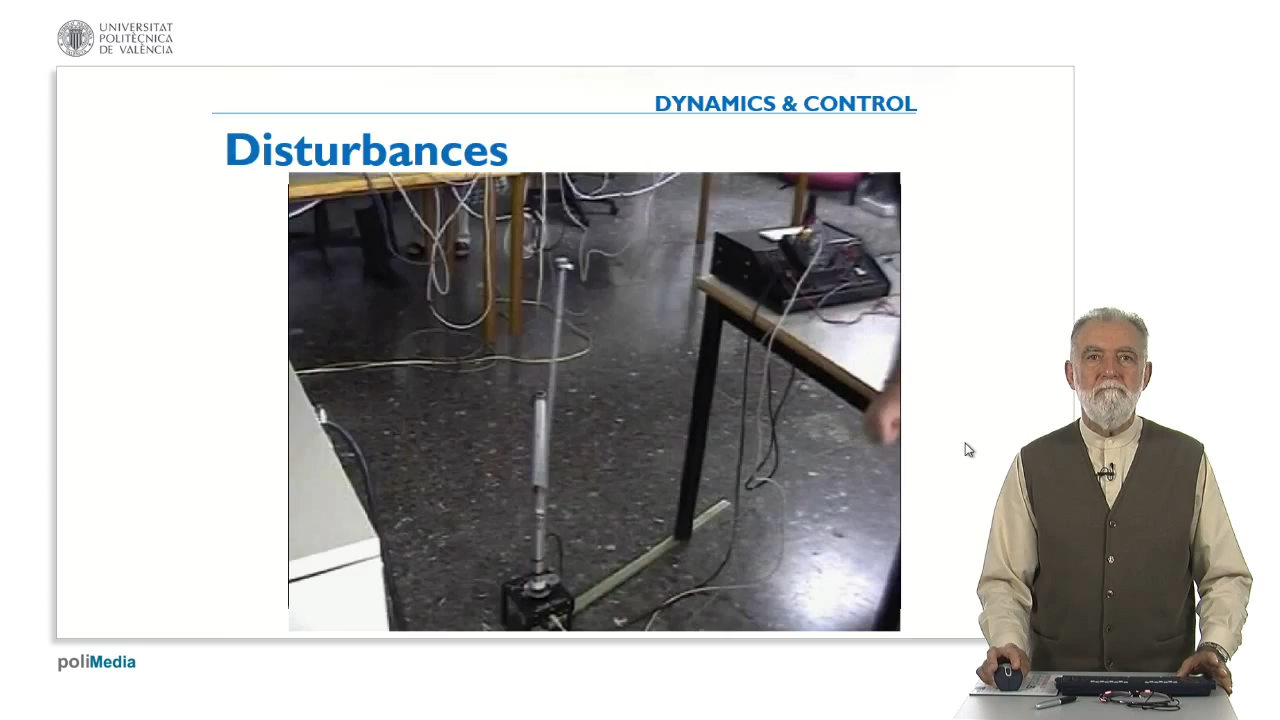 UNIVERSITAT
POLITÈCNICA
DE VALÈNCIA
DYNAMICS & CONTROL
Disturbances
poliMedia